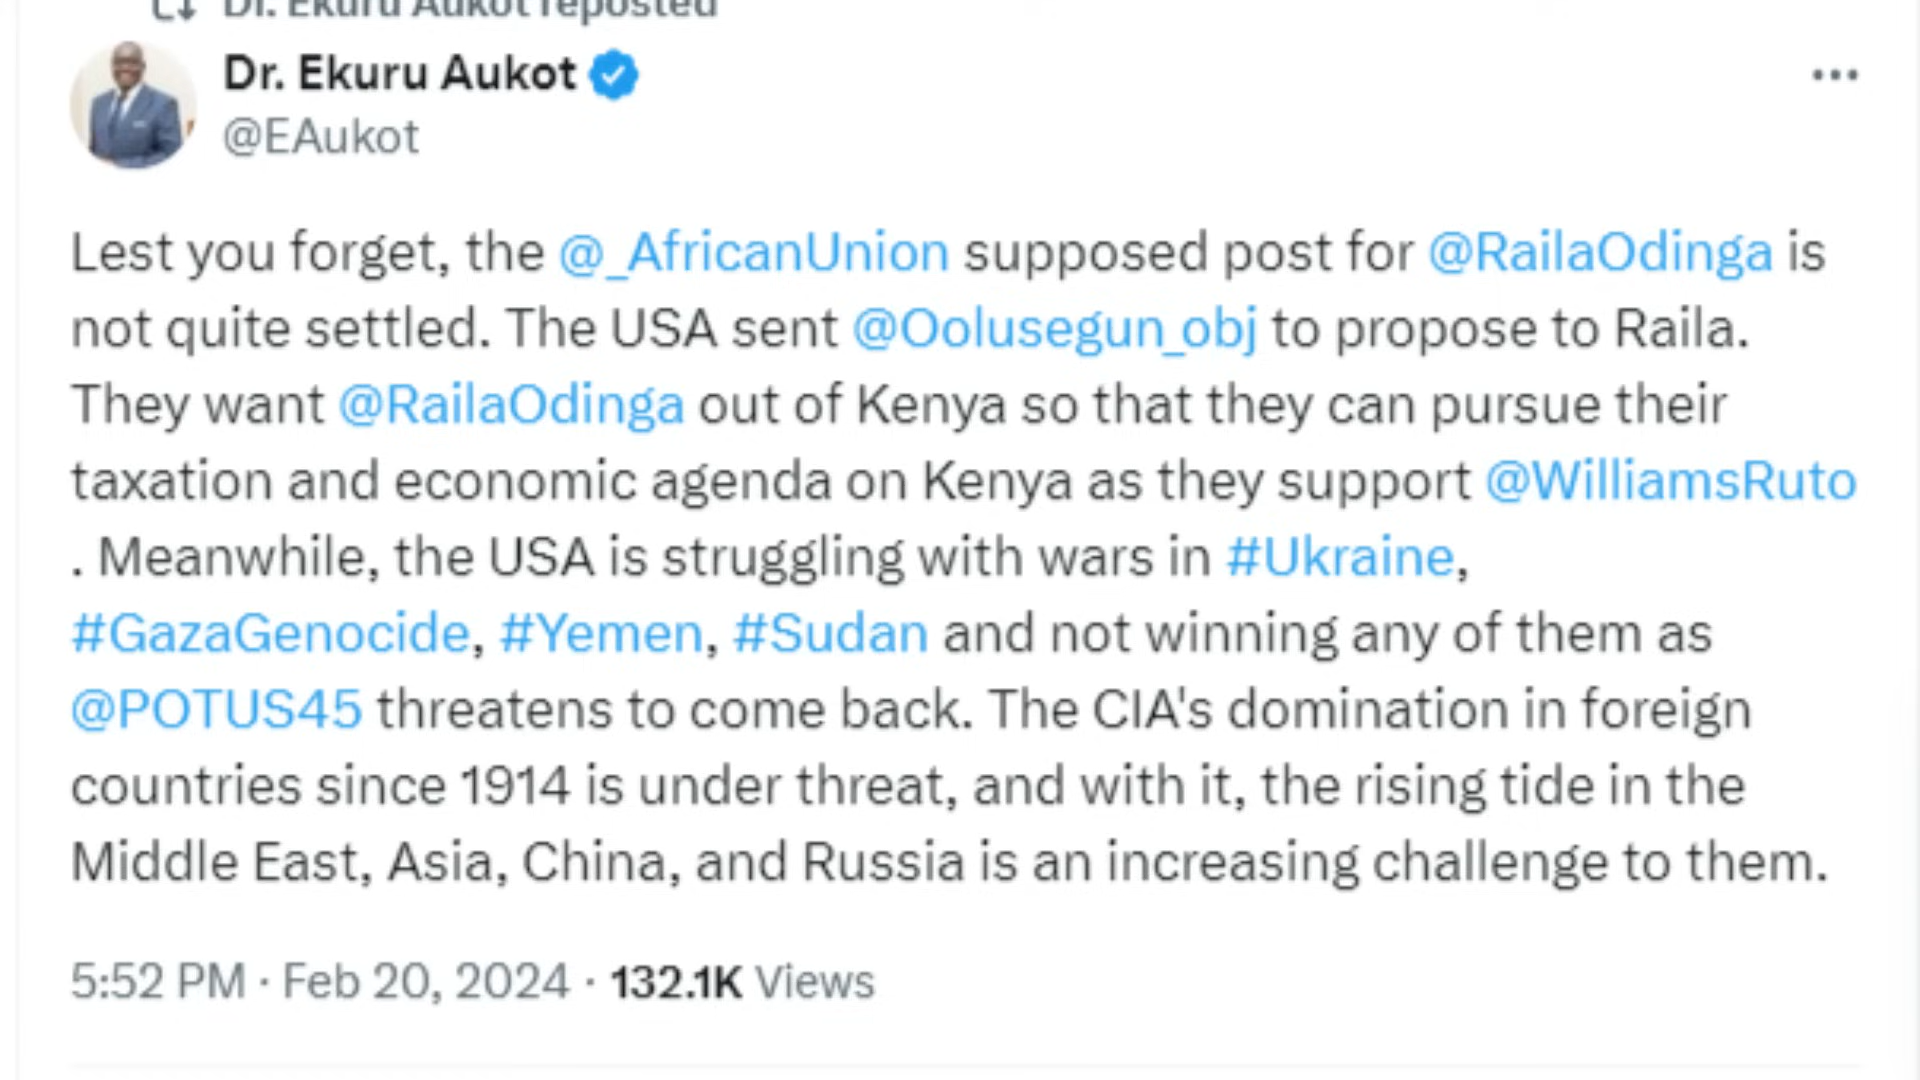 Dr. Ekuru Aukot reposted
Dr. Ekuru Aukot
@EAukot
Lest you forget, the @_AfricanUnion supposed post for @RailaOdinga is
not quite settled. The USA sent @Oolusegun_obj to propose to Raila.
They want @RailaOdinga out of Kenya so that they can pursue their
taxation and economic agenda on Kenya as they support @WilliamsRuto
. Meanwhile, the USA is struggling with wars in #Ukraine,
#GazaGenocide, #Yemen, #Sudan and not winning any of them as
@POTUS45 threatens to come back. The CIA's domination in foreign
countries since 1914 is under threat, and with it, the rising tide in the
Middle East, Asia, China, and Russia is an increasing challenge to them.
5:52 PM · Feb 20, 2024 · 132.1K Views